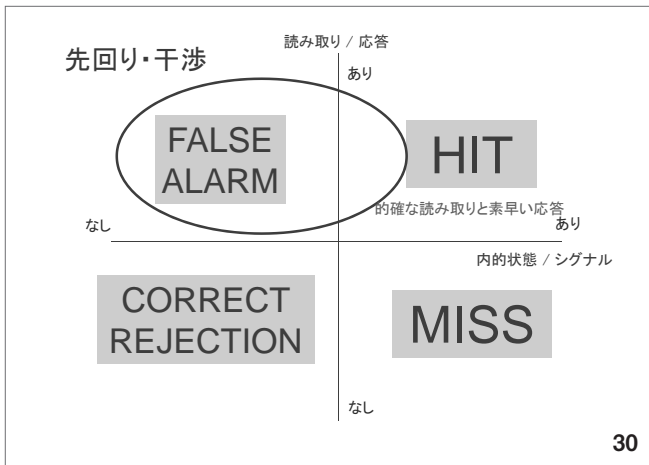 読み取り / 応答
先回り・干渉
あり
FALSE
ALARM
HIT
的確な読み取りと素早い応答
なし
あり
内的状態 / シグナル
CORRECT
REJECTION
MISS
なし
30